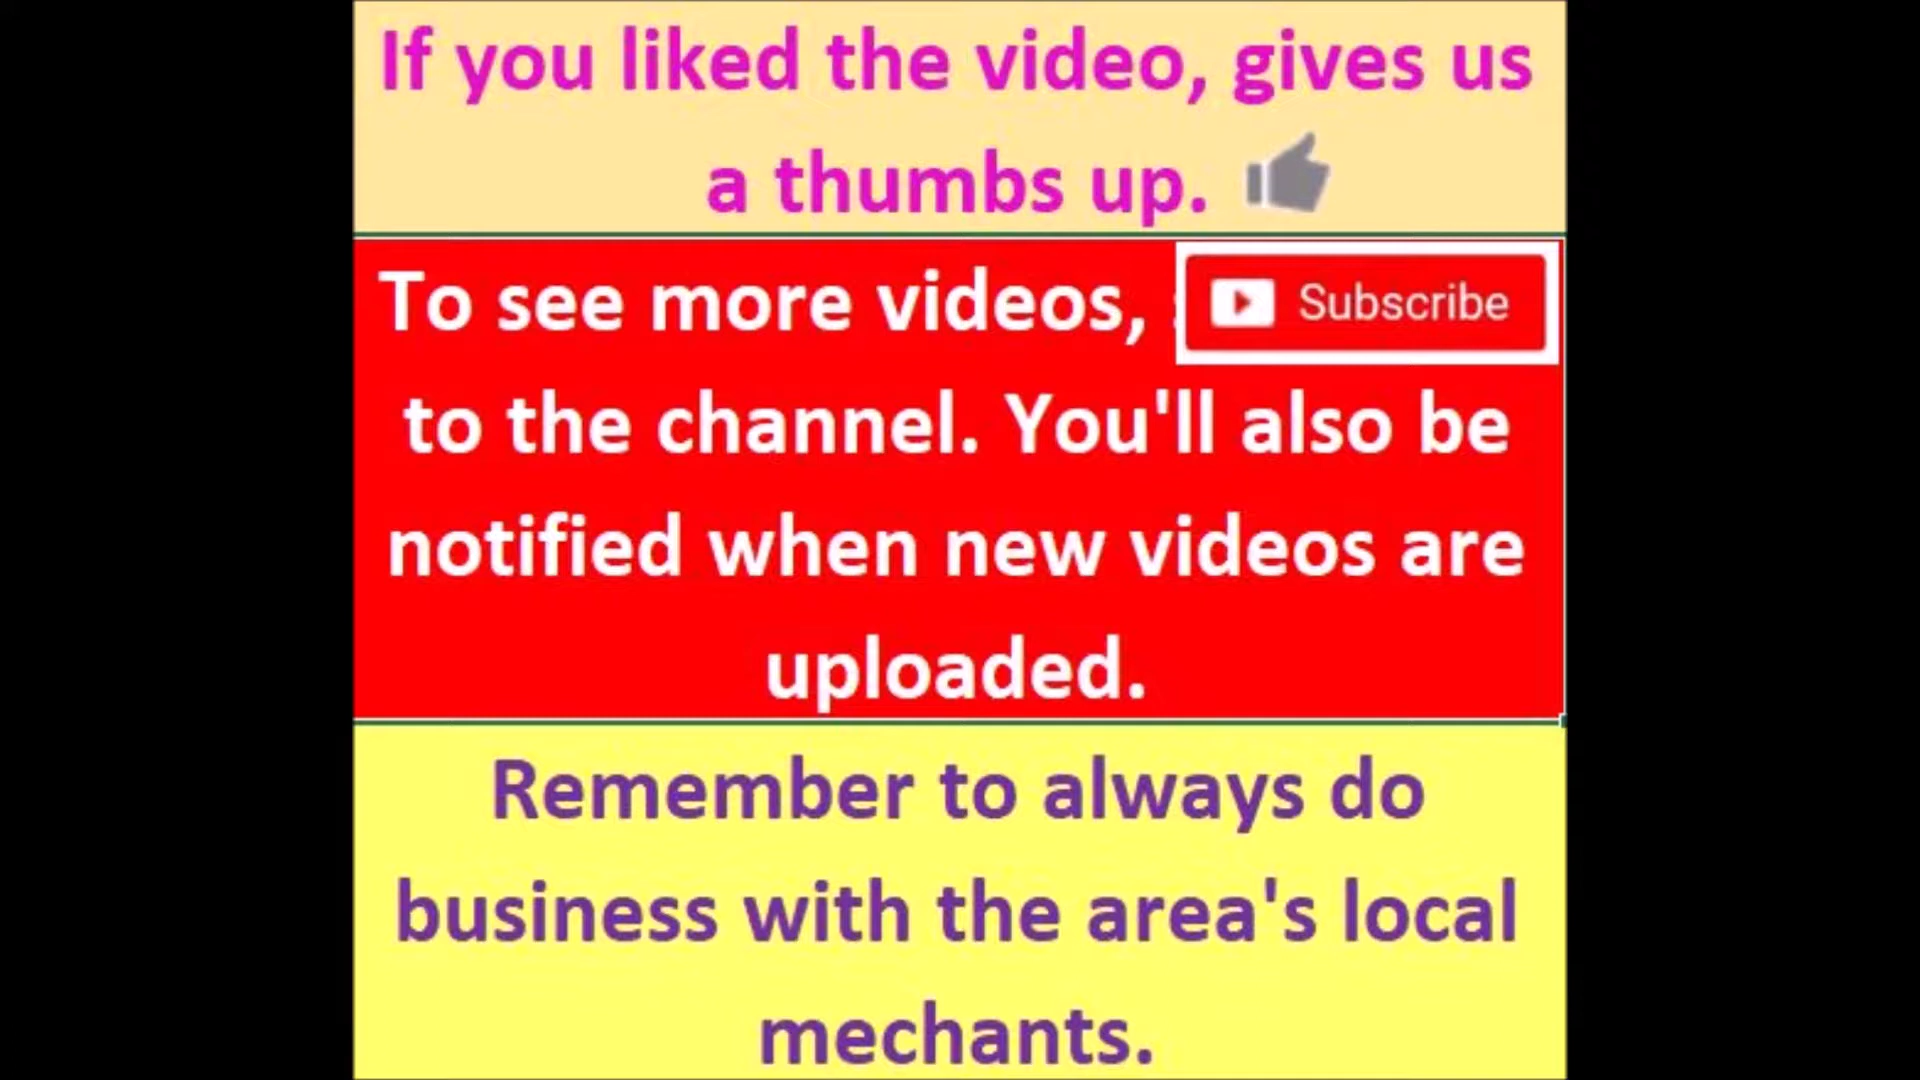 If you liked the video, gives us
a thumbs up.
To see more videos, Subscribe
to the channel. You'll also be
notified when new videos are
uploaded.
Remember to always do
business with the area's local
mechants.